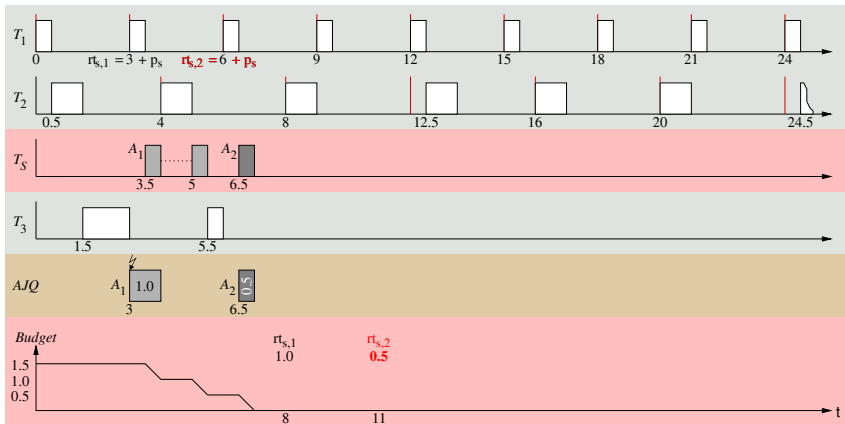 T1
0 rts,1 = 3 + ps rts,2 = 6 + ps 9 12 15 18 21 24
T2
0.5 4 8 12.5 16 20 24.5
TS A1 A2
3.5 5 6.5
T3
1.5 5.5
AJQ A1 1.0 A2 0.5
3 6.5
Budget rts,1 rts,2
1.5 1.0 0.5
1.0
0.5
8 11 t